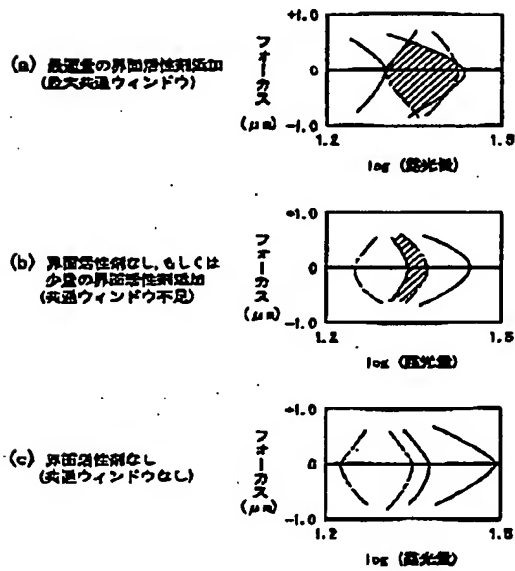 (a) 最適量の界面活性剤添加
(最大共通ウィンドウ)
フォーカス
(μm)
+1.0
0
-1.0
1.2
1.5
log (露光量)
(b) 界面活性剤なし、もしくは
少量の界面活性剤添加
(共通ウィンドウ不足)
フォーカス
(μm)
+1.0
0
-1.0
1.2
1.5
log (露光量)
(c) 界面活性剤なし
(共通ウィンドウなし)
フォーカス
(μm)
+1.0
0
-1.0
1.2
1.5
log (露光量)